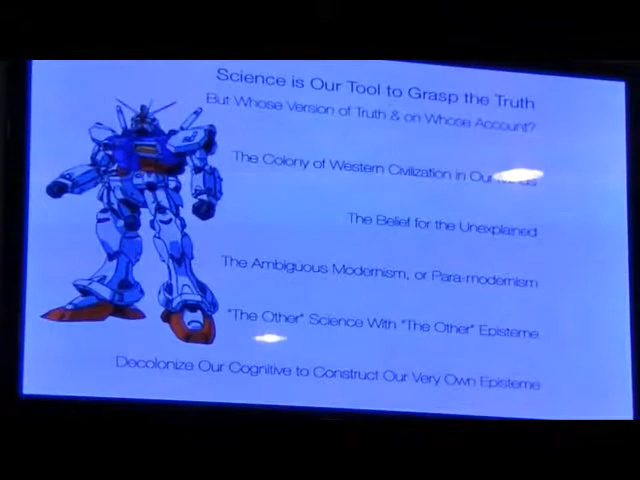 Science is Our Tool to Grasp the Truth
But Whose Version of Truth & on Whose Account?
The Colony of Western Civilization in Our
The Belief for the Unexplained
The Ambiguous Modernism, or Para-modernism
"The Other" Science With "The Other" Episteme
Decolonize Our Cognitive to Construct Our Very Own Episteme